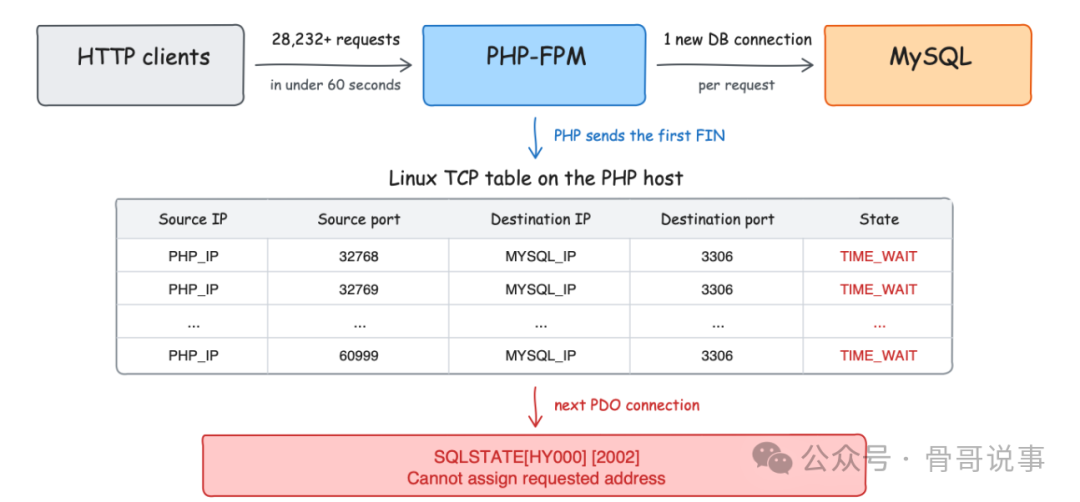 HTTP clients
28,232+ requests
in under 60 seconds
PHP-FPM
1 new DB connection
per request
MySQL
PHP sends the first FIN
Linux TCP table on the PHP host
Source IP Source port Destination IP Destination port State
PHP_IP 32768 MYSQL_IP 3306 TIME_WAIT
PHP_IP 32769 MYSQL_IP 3306 TIME_WAIT
... ... ... ... ...
PHP_IP 60999 MYSQL_IP 3306 TIME_WAIT
next PDO connection
SQLSTATE[HY000] [2002]
Cannot assign requested address
公众号 · 骨哥说事